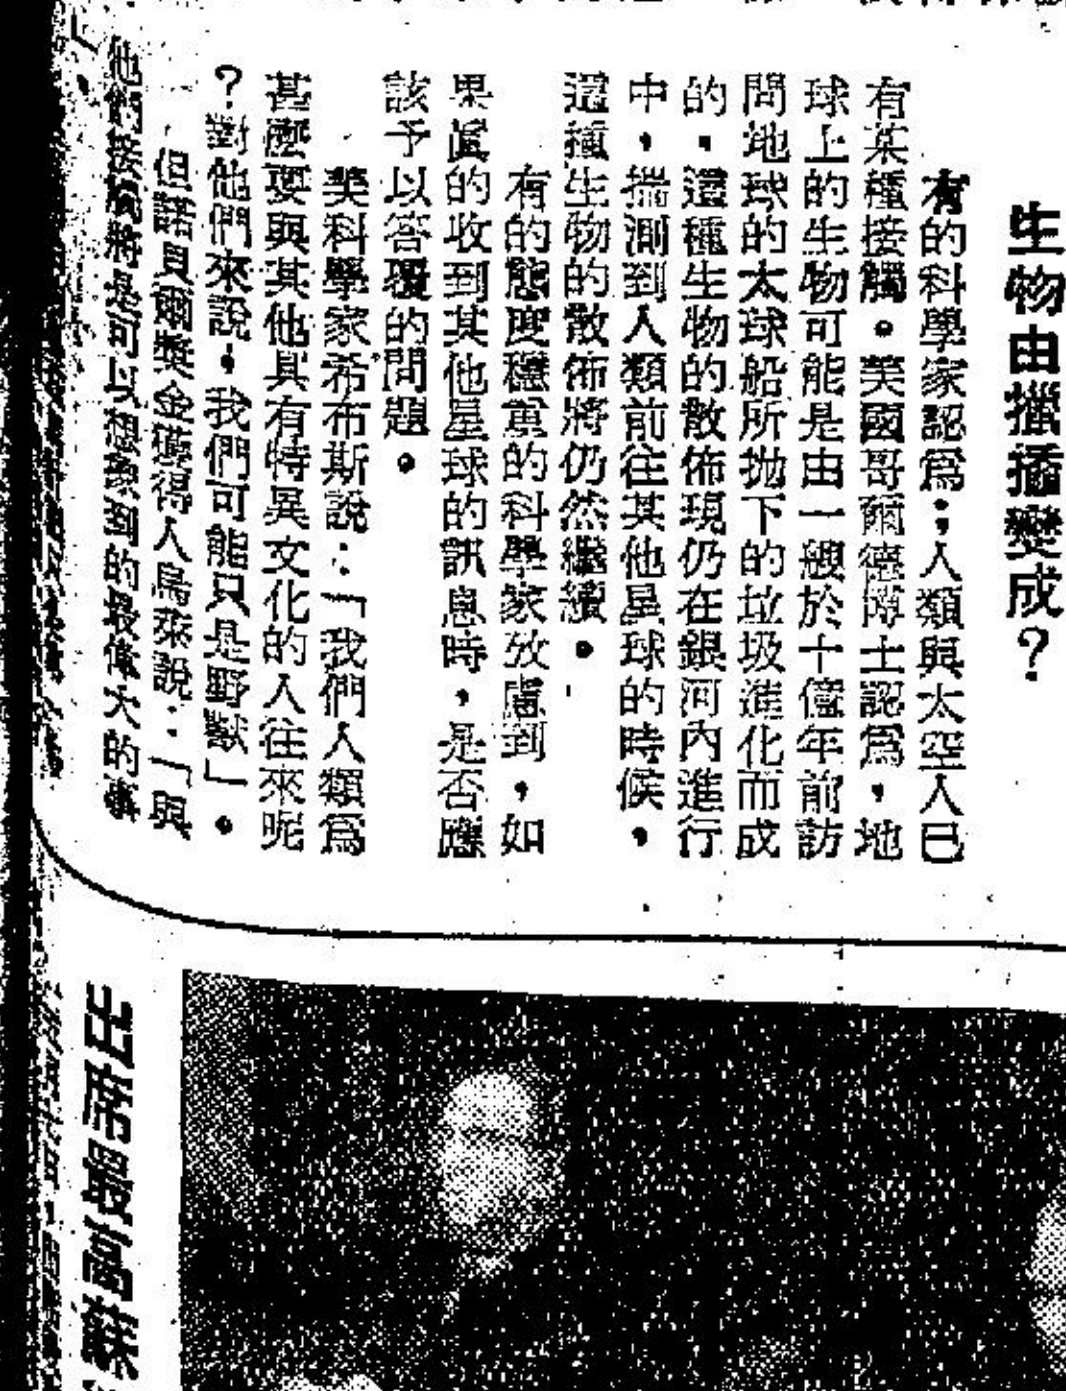 生物由擸𢶍變成?
有的科學家認爲;人類與太空人已
有某種接觸。美國哥爾德博士認爲,地
球上的生物可能是由一艘於十億年前訪
問地球的太球船所拋下的垃圾進化而成
的,這種生物的散佈現仍在銀河內進行
中,揣測到人類前往其他星球的時候,
這種生物的散佈將仍然繼續。
有的態度穩重的科學家攷慮到,如
果眞的收到其他星球的訊息時,是否應
該予以答覆的問題。
美科學家希布斯說:「我們人類爲
甚麼要與其他具有特異文化的人往來呢
?對他們來說,我們可能只是野獸」。
但諾貝爾獎金獲得人烏來說:「與
他們接觸將是可以想像到的最偉大的事
」。
出席最高蘇